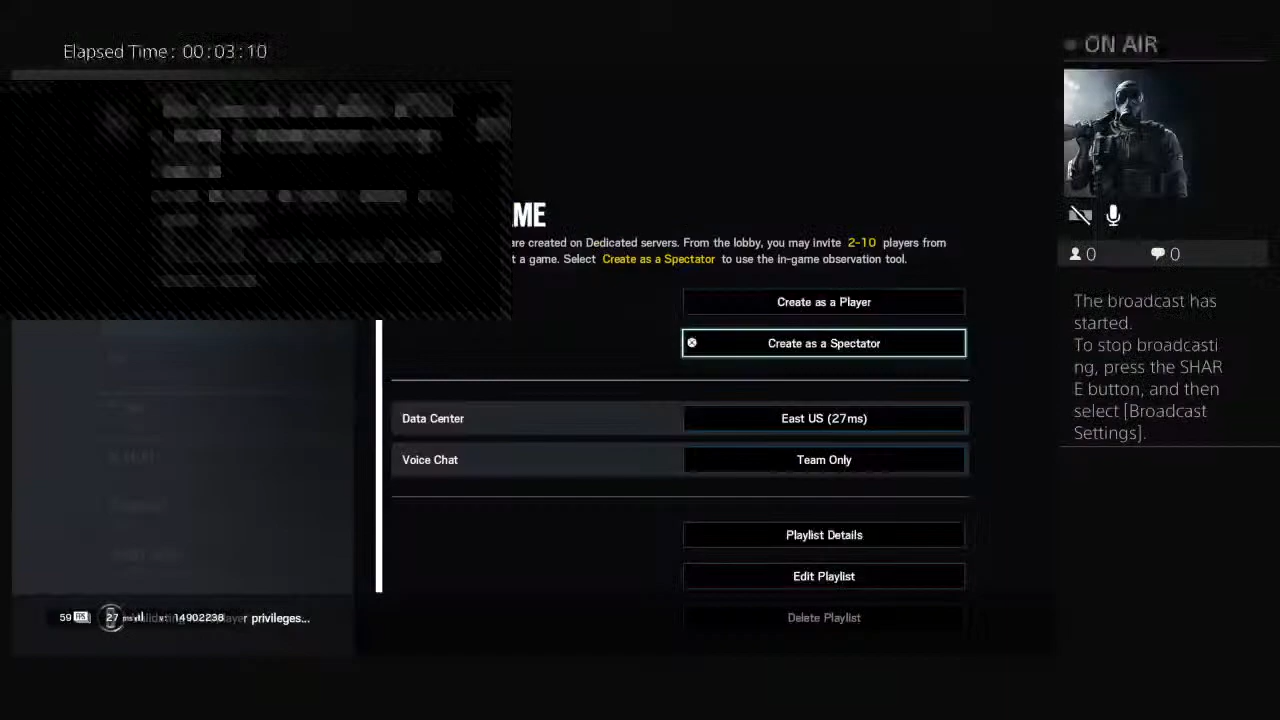 Elapsed Time: 00:03:10
ON AIR
ME
are created on Dedicated servers. From the lobby, you may invite 2-10 players from
t a game. Select Create as a Spectator to use the in-game observation tool.
0 0
Create as a Player
Create as a Spectator
The broadcast has
started.
To stop broadcasti
ng, press the SHAR
E button, and then
select [Broadcast
Settings].
Data Center East US (27ms)
Voice Chat Team Only
Playlist Details
Edit Playlist
Delete Playlist
59 27 ms 14902238 privileges...